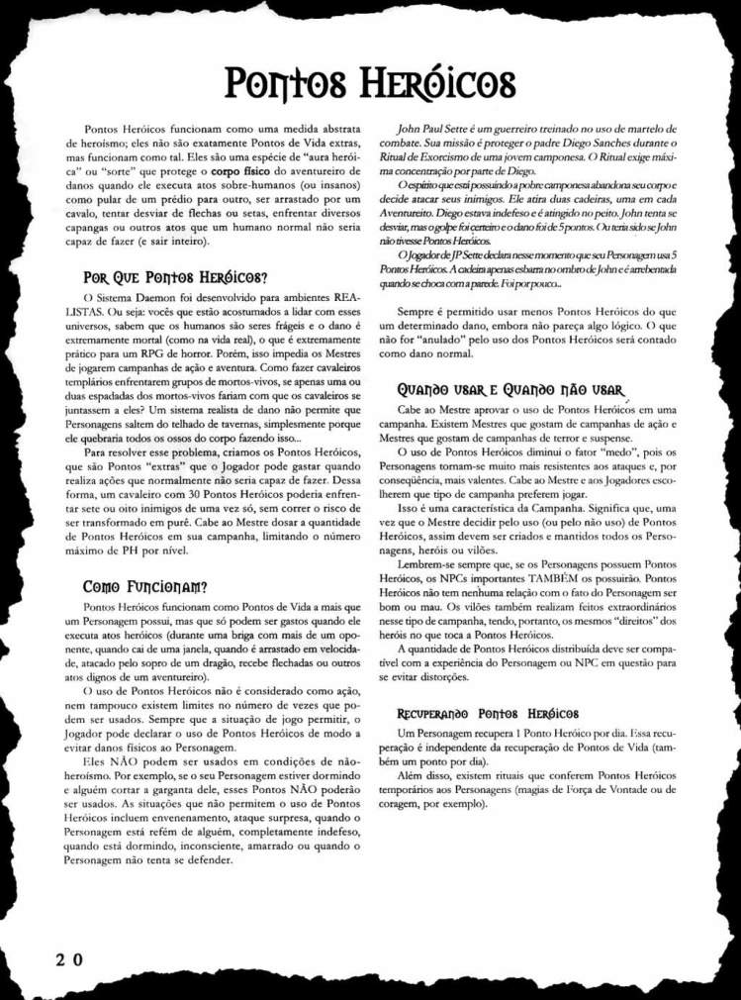 Pontos Heróicos
Pontos Heróicos funcionam como uma medida abstrata
de heroísmo; eles não são exatamente Pontos de Vida extras,
mas funcionam como tal. Eles são uma espécie de “aura herói-
ca” ou “sorte” que protege o corpo físico do aventureiro de
danos quando ele executa atos sobre-humanos (ou insanos)
como pular de um prédio para outro, ser arrastado por um
cavalo, tentar desviar de flechas ou setas, enfrentar diversos
capangas ou outros atos que um humano normal não seria
capaz de fazer (e sair inteiro).
Por Que Pontos Heróicos?
O Sistema Daemon foi desenvolvido para ambientes REA-
LISTAS. Ou seja: vocês que estão acostumados a lidar com esses
universos, sabem que os humanos são seres frágeis e o dano é
extremamente mortal (como na vida real), o que é extremamente
prático para um RPG de horror. Porém, isso impedia os Mestres
de jogarem campanhas de ação e aventura. Como fazer cavaleiros
templários enfrentarem grupos de mortos-vivos, se apenas uma ou
duas espadadas dos mortos-vivos fariam com que os cavaleiros se
juntassem a eles? Um sistema realista de dano não permite que
Personagens saltem do telhado de tavernas, simplesmente porque
ele quebraria todos os ossos do corpo fazendo isso...
Para resolver esse problema, criamos os Pontos Heróicos,
que são Pontos “extras” que o Jogador pode gastar quando
realiza ações que normalmente não seria capaz de fazer. Dessa
forma, um cavaleiro com 30 Pontos Heróicos poderia enfren-
tar sete ou oito inimigos de uma vez só, sem correr o risco de
ser transformado em purê. Cabe ao Mestre dosar a quantidade
de Pontos Heróicos em sua campanha, limitando o número
máximo de PH por nível.
Como Funcionam?
Pontos Heróicos funcionam como Pontos de Vida a mais que
um Personagem possui, mas que só podem ser gastos quando ele
executa atos heróicos (durante uma briga com mais de um opo-
nente, quando cai de uma janela, quando é arrastado em velocida-
de, atacado pelo sopro de um dragão, recebe flechadas ou outros
atos dignos de um aventureiro).
O uso de Pontos Heróicos não é considerado como ação,
nem tampouco existem limites no número de vezes que po-
dem ser usados. Sempre que a situação de jogo permitir, o
Jogador pode declarar o uso de Pontos Heróicos de modo a
evitar danos físicos ao Personagem.
Eles NÃO podem ser usados em condições de não-
heroísmo. Por exemplo, se o seu Personagem estiver dormindo
e alguém cortar a garganta dele, esses Pontos NÃO poderão
ser usados. As situações que não permitem o uso de Pontos
Heróicos incluem envenenamento, ataque surpresa, quando o
Personagem está refém de alguém, completamente indefeso,
quando está dormindo, inconsciente, amarrado ou quando o
Personagem não tenta se defender.
John Paul Sette é um guerreiro treinado no uso de martelo de
combate. Sua missão é proteger o padre Diego Sanches durante o
Ritual de Exorcismo de uma jovem camponesa. O Ritual exige máxi-
ma concentração por parte de Diego.
O espírito que está possuindo a pobre camponesa abandona seu corpo e
decide atacar seus inimigos. Ele atira duas cadeiras, uma em cada
Aventureito. Diego estava indefeso e é atingido no peito. John tenta se
desviar, mas o golpe foi certeiro e o dano foi de 5 pontos. Ou teria sido se John
não tivesse Pontos Heróicos.
O Jogador de JP Sette declara nesse momento que seu Personagem usa 5
Pontos Heróicos. A cadeira apenas esbarra no ombro de John e é arrebentada
quando se choca com a parede. Foi por pouco...
Sempre é permitido usar menos Pontos Heróicos do que
um determinado dano, embora não pareça algo lógico. O que
não for “anulado” pelo uso dos Pontos Heróicos será contado
como dano normal.
Quando usar e Quando não usar
Cabe ao Mestre aprovar o uso de Pontos Heróicos em uma
campanha. Existem Mestres que gostam de campanhas de ação e
Mestres que gostam de campanhas de terror e suspense.
O uso de Pontos Heróicos diminui o fator “medo”, pois os
Personagens tornam-se muito mais resistentes aos ataques e, por
conseqüência, mais valentes. Cabe ao Mestre e aos Jogadores esco-
lherem que tipo de campanha preferem jogar.
Isso é uma característica da Campanha. Significa que, uma
vez que o Mestre decidir pelo uso (ou pelo não uso) de Pontos
Heróicos, assim devem ser criados e mantidos todos os Perso-
nagens, heróis ou vilões.
Lembrem-se sempre que, se os Personagens possuem Pontos
Heróicos, os NPCs importantes TAMBÉM os possuirão. Pontos
Heróicos não tem nenhuma relação com o fato do Personagem ser
bom ou mau. Os vilões também realizam feitos extraordinários
nesse tipo de campanha, tendo, portanto, os mesmos “direitos” dos
heróis no que toca a Pontos Heróicos.
A quantidade de Pontos Heróicos distribuída deve ser compa-
tível com a experiência do Personagem ou NPC em questão para
se evitar distorções.
Recuperando Pontos Heróicos
Um Personagem recupera 1 Ponto Heróico por dia. Essa recu-
peração é independente da recuperação de Pontos de Vida (tam-
bém um ponto por dia).
Além disso, existem rituais que conferem Pontos Heróicos
temporários aos Personagens (magias de Força de Vontade ou de
coragem, por exemplo).
20